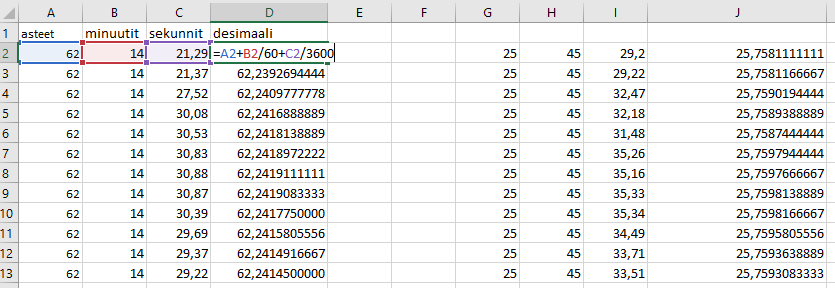 A B C D E F G H I J
1 asteet minuutit sekunnit desimaali
2 62 14 21,29 =A2+B2/60+C2/3600 25 45 29,2 25,7581111111
3 62 14 21,37 62,2392694444 25 45 29,22 25,7581166667
4 62 14 27,52 62,2409777778 25 45 32,47 25,7590194444
5 62 14 30,08 62,2416888889 25 45 32,18 25,7589388889
6 62 14 30,53 62,2418138889 25 45 31,48 25,7587444444
7 62 14 30,83 62,2418972222 25 45 35,26 25,7597944444
8 62 14 30,88 62,2419111111 25 45 35,16 25,7597666667
9 62 14 30,87 62,2419083333 25 45 35,33 25,7598138889
10 62 14 30,39 62,2417750000 25 45 35,34 25,7598166667
11 62 14 29,69 62,2415805556 25 45 34,49 25,7595805556
12 62 14 29,37 62,2414916667 25 45 33,71 25,7593638889
13 62 14 29,22 62,2414500000 25 45 33,51 25,7593083333